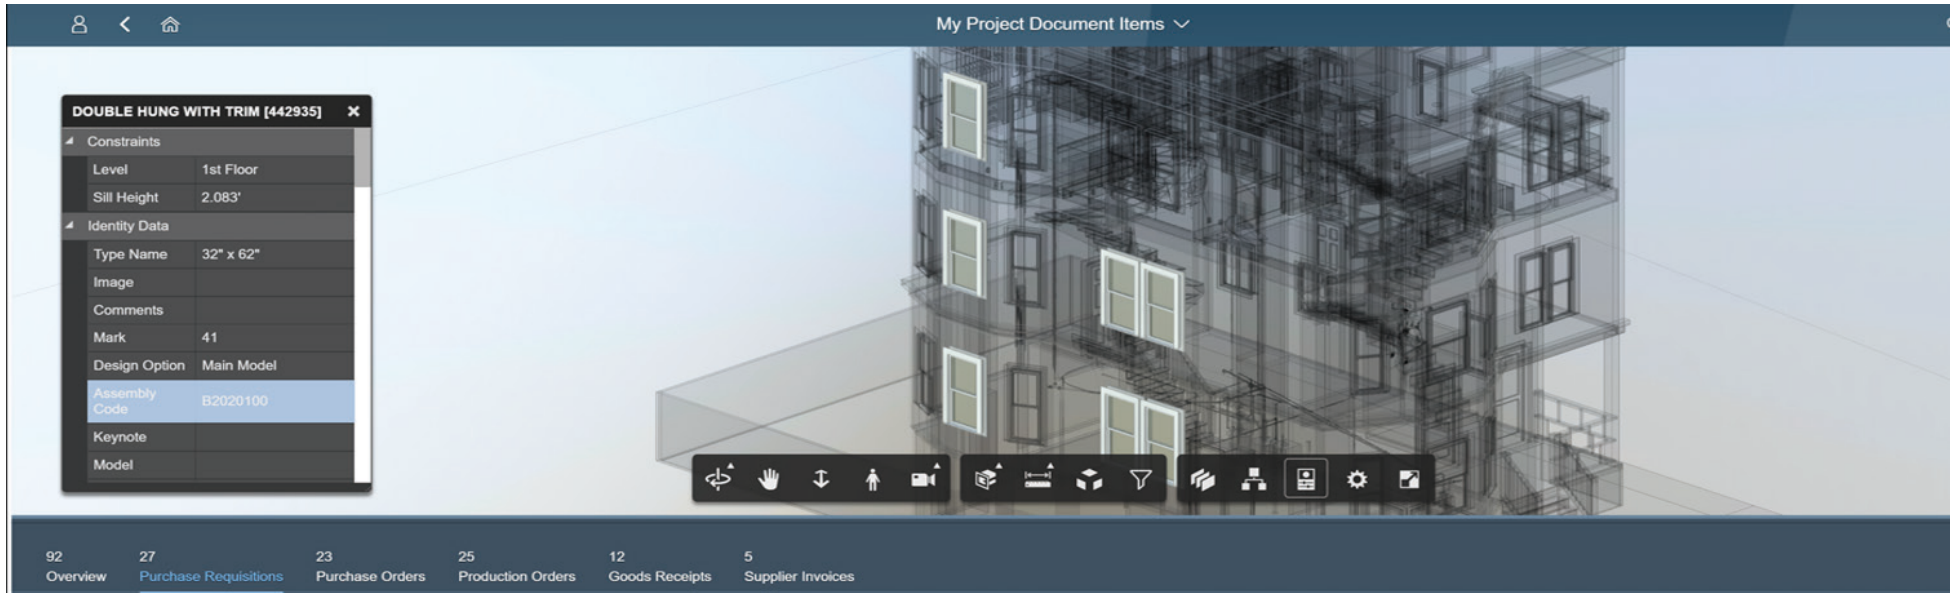 My Project Document Items
DOUBLE HUNG WITH TRIM [442935]
Constraints
Level 1st Floor
Sill Height 2.083'
Identity Data
Type Name 32" x 62"
Image
Comments
Mark 41
Design Option Main Model
Assembly
Code B2020100
Keynote
Model
92 27 23 25 12 5
Overview Purchase Requisitions Purchase Orders Production Orders Goods Receipts Supplier Invoices